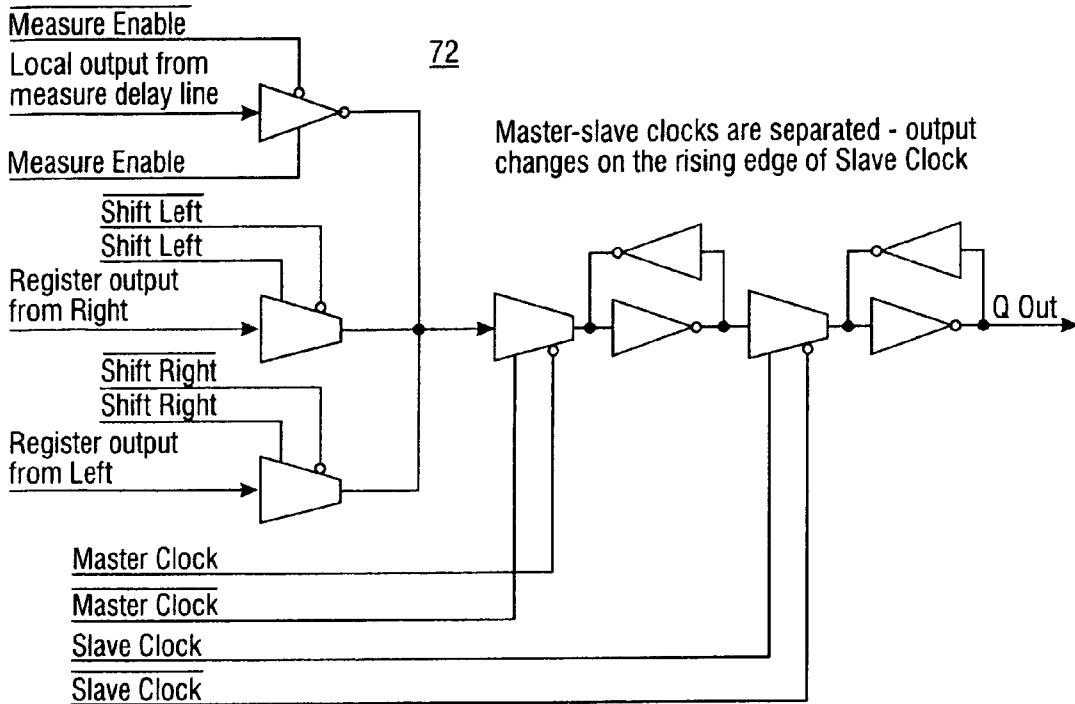 Measure Enable
72
Local output from
measure delay line
Master-slave clocks are separated - output
changes on the rising edge of Slave Clock
Measure Enable
Shift Left
Shift Left
Register output
from Right
Q Out
Shift Right
Shift Right
Register output
from Left
Master Clock
Master Clock
Slave Clock
Slave Clock